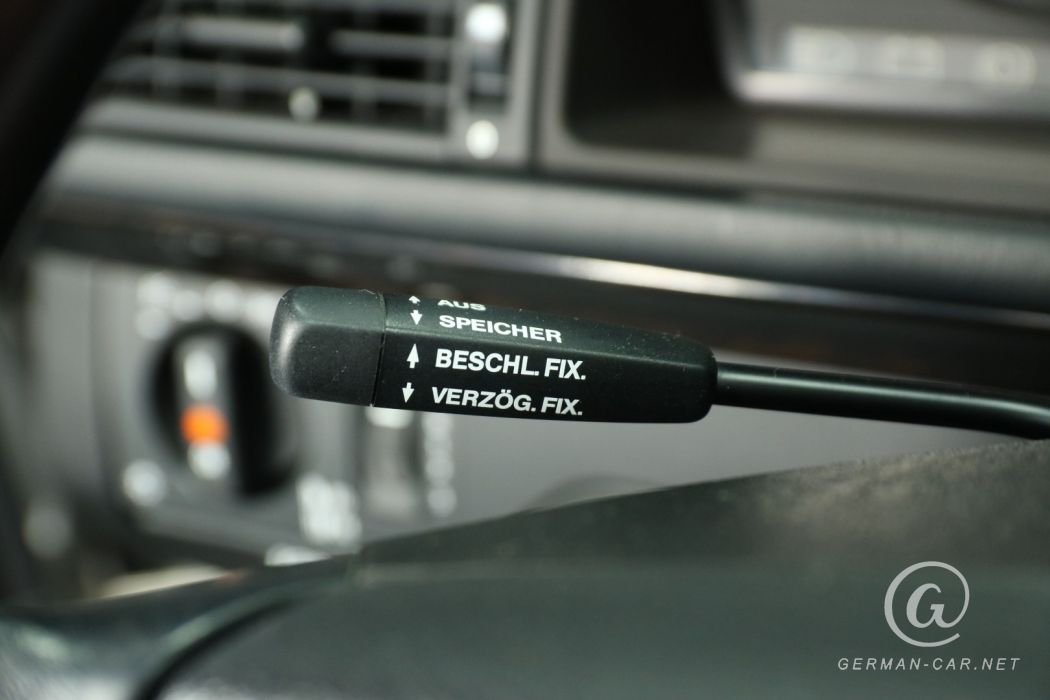 AUS
SPEICHER
BESCHL. FIX.
VERZÖG. FIX.
G
GERMAN-CAR.NET